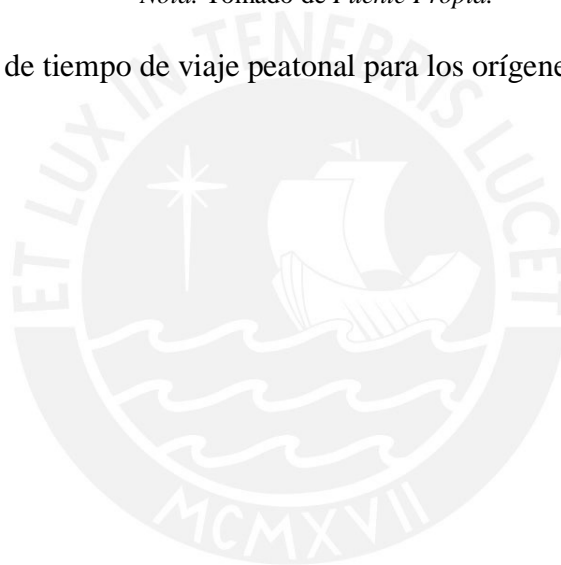 Nota. Tomado de Fuente Propia.
de tiempo de viaje peatonal para los orígene
ET LUX IN TENEBRIS LUCET
MCMXVII